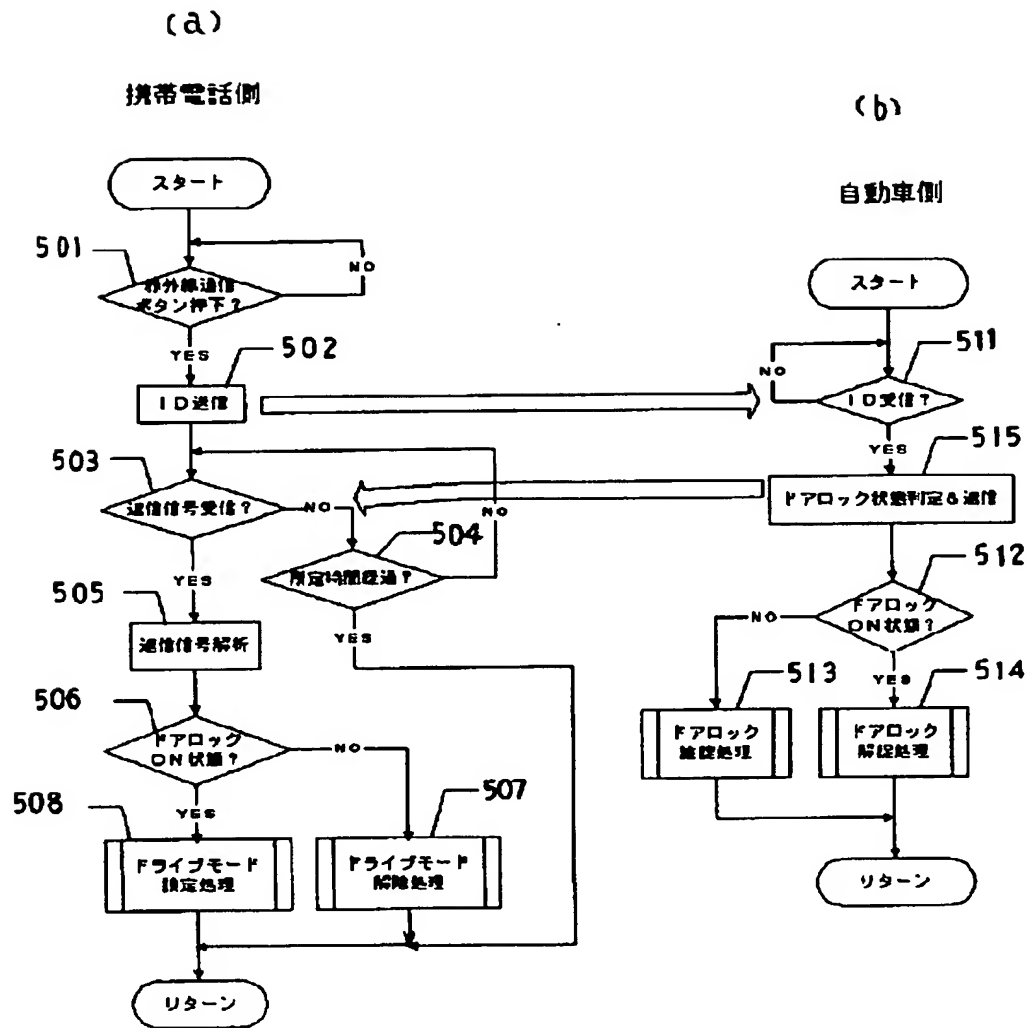 (a)
携帯電話側
スタート
501
赤外線通信
ボタン押下?
NO
YES
502
ID送信
503
返信信号受信?
NO
504
所定時間経過?
NO
YES
YES
505
返信信号解析
506
ドアロック
ON状態?
NO
YES
508
ドライブモード
設定処理
507
ドライブモード
解除処理
リターン
(b)
自動車側
スタート
511
NO
ID受信?
YES
515
ドアロック状態判定&返信
512
ドアロック
ON状態?
NO
YES
513
ドアロック
施錠処理
514
ドアロック
解錠処理
リターン